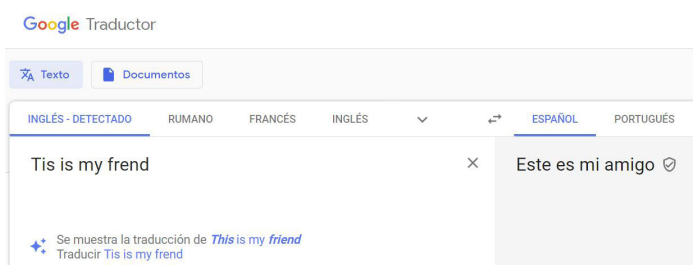 Google Traductor
Texto Documentos
INGLÉS - DETECTADO RUMANO FRANCÉS INGLÉS ESPAÑOL PORTUGUÉS
Tis is my frend Este es mi amigo
Se muestra la traducción de This is my friend
Traducir Tis is my frend